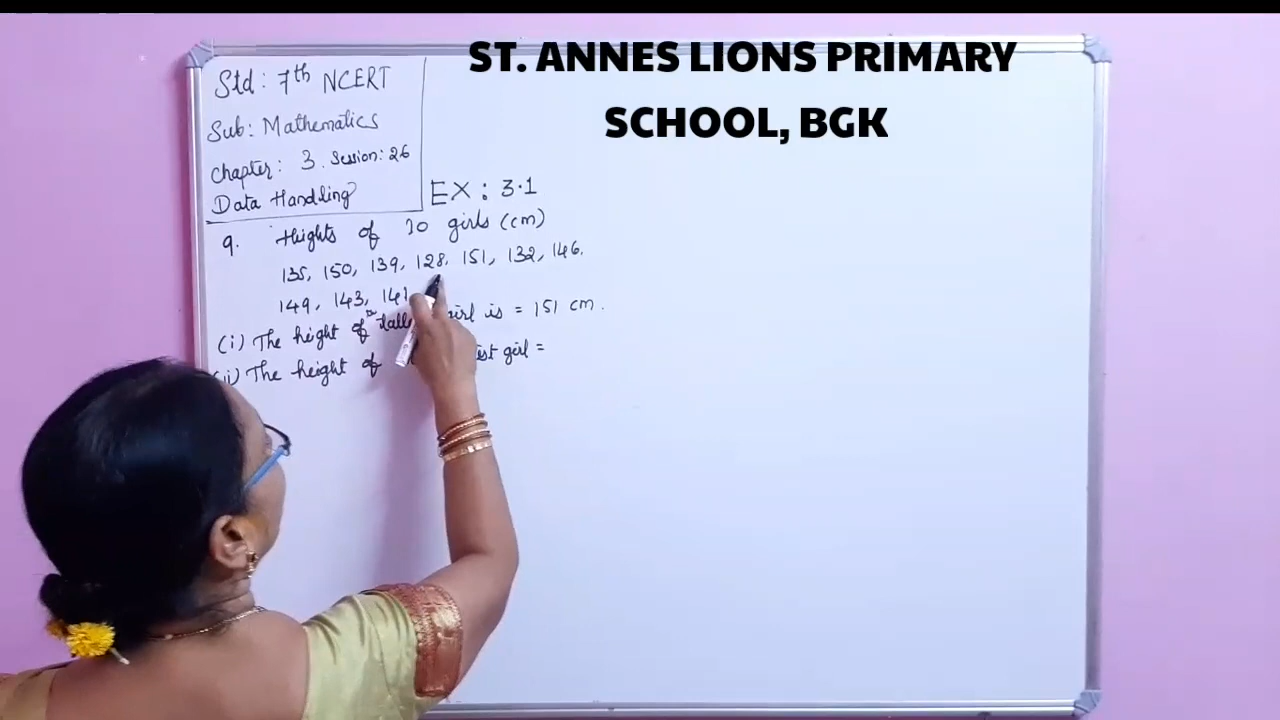 ST. ANNES LIONS PRIMARY
SCHOOL, BGK
Std: 7th NCERT
Sub: Mathematics
Chapter: 3. Session: 26
Data Handling
EX: 3.1
9. Heights of 10 girls (cm)
135, 150, 139, 128, 151, 132, 146.
149, 143, 141
(i) The height of the girl is = 151 cm.
(ii) The height of girl =